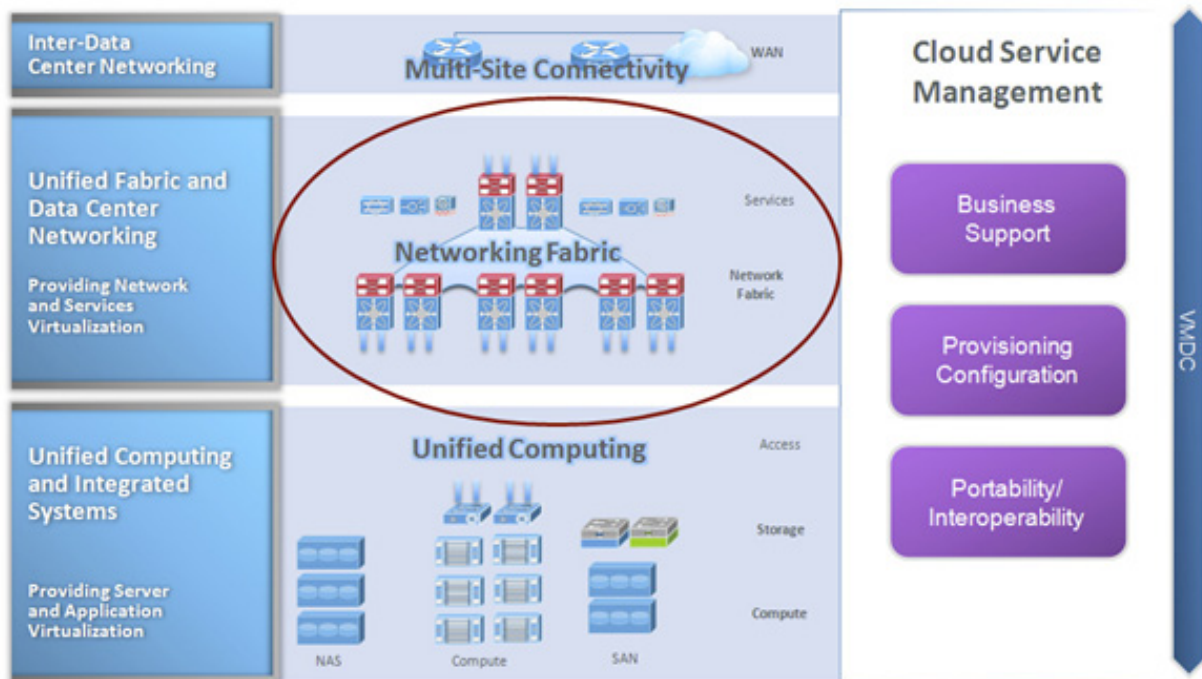 Inter-Data
Center Networking
Multi-Site Connectivity
WAN
Unified Fabric and
Data Center
Networking
Providing Network
and Services
Virtualization
Services
Networking Fabric
Network
Fabric
Unified Computing
and Integrated
Systems
Providing Server
and Application
Virtualization
Unified Computing
Access
Storage
Compute
NAS
Compute
SAN
Cloud Service
Management
Business
Support
Provisioning
Configuration
Portability/
Interoperability
VMDC